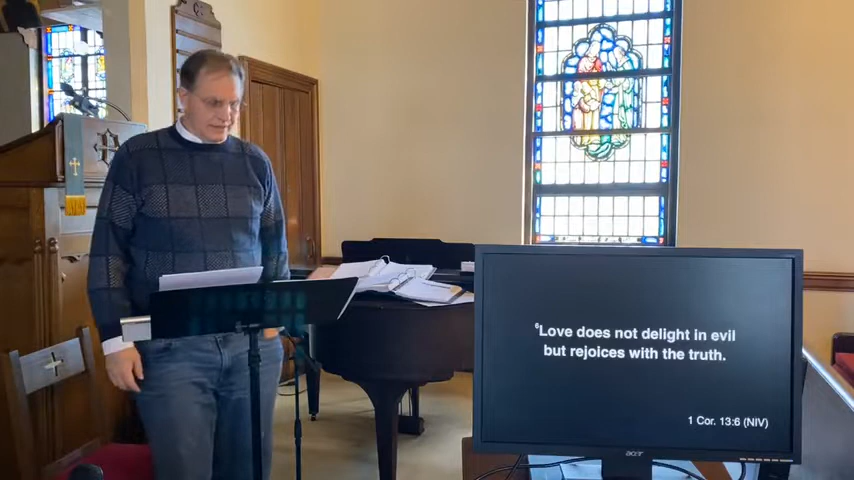 ⁶Love does not delight in evil
but rejoices with the truth.
1 Cor. 13:6 (NIV)
acer